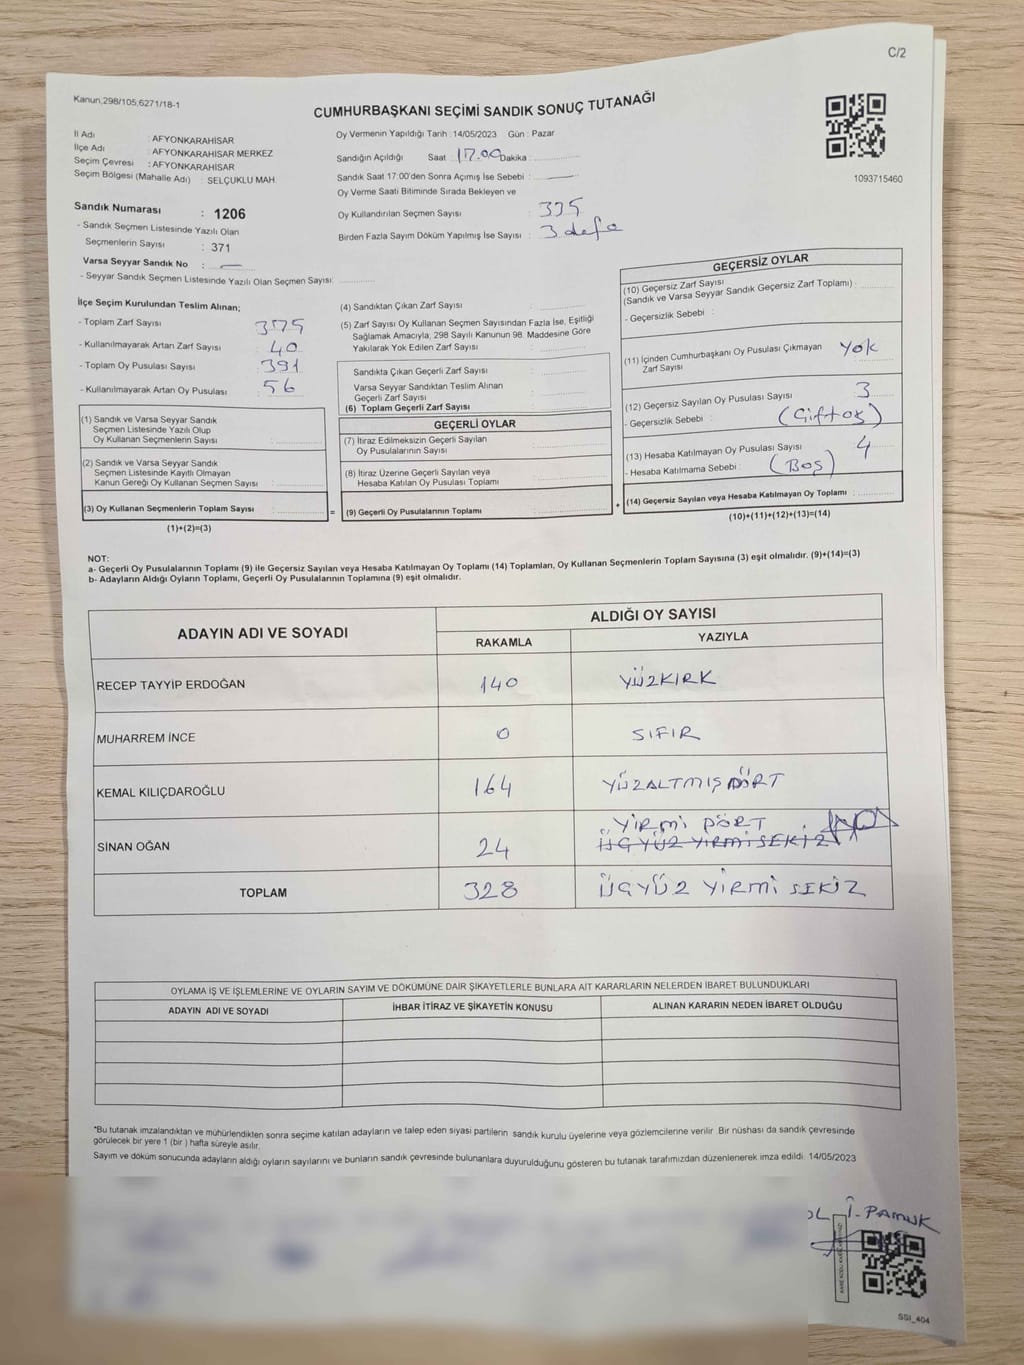 C/2
Kanun,298/105,6271/18-1
CUMHURBAŞKANI SEÇİMİ SANDIK SONUÇ TUTANAĞI
İl Adı : AFYONKARAHİSAR
İlçe Adı : AFYONKARAHİSAR MERKEZ
Seçim Çevresi : AFYONKARAHİSAR
Seçim Bölgesi (Mahalle Adı) : SELÇUKLU MAH.
Oy Vermenin Yapıldığı Tarih : 14/05/2023 Gün : Pazar
Sandığın Açıldığı Saat : 17.00 Dakika :
Sandık Saat 17:00'den Sonra Açımış İse Sebebi :
Oy Verme Saati Bitiminde Sırada Bekleyen ve
Oy Kullandırılan Seçmen Sayısı : 335
Birden Fazla Sayım Döküm Yapılmış İse Sayısı : 3 defa
1093715460
Sandık Numarası : 1206
- Sandık Seçmen Listesinde Yazılı Olan
Seçmenlerin Sayısı : 371
Varsa Seyyar Sandık No :
- Seyyar Sandık Seçmen Listesinde Yazılı Olan Seçmen Sayısı:
İlçe Seçim Kurulundan Teslim Alınan;
- Toplam Zarf Sayısı : 375
- Kullanılmayarak Artan Zarf Sayısı : 40
- Toplam Oy Pusulası Sayısı : 391
- Kullanılmayarak Artan Oy Pusulası : 56
(1) Sandık ve Varsa Seyyar Sandık
Seçmen Listesinde Yazılı Olup
Oy Kullanan Seçmenlerin Sayısı :
(2) Sandık ve Varsa Seyyar Sandık
Seçmen Listesinde Kayıtlı Olmayan
Kanun Gereği Oy Kullanan Seçmen Sayısı :
(3) Oy Kullanan Seçmenlerin Toplam Sayısı :
(1)+(2)=(3)
=
(4) Sandıktan Çıkan Zarf Sayısı :
(5) Zarf Sayısı Oy Kullanan Seçmen Sayısından Fazla İse, Eşitliği
Sağlamak Amacıyla, 298 Sayılı Kanunun 98. Maddesine Göre
Yakılarak Yok Edilen Zarf Sayısı :
Sandıkta Çıkan Geçerli Zarf Sayısı :
Varsa Seyyar Sandıktan Teslim Alınan
Geçerli Zarf Sayısı :
(6) Toplam Geçerli Zarf Sayısı :
GEÇERLİ OYLAR
(7) İtiraz Edilmeksizin Geçerli Sayılan
Oy Pusulalarının Sayısı :
(8) İtiraz Üzerine Geçerli Sayılan veya
Hesaba Katılan Oy Pusulası Toplamı :
(9) Geçerli Oy Pusulalarının Toplamı :
+
GEÇERSİZ OYLAR
(10) Geçersiz Zarf Sayısı
(Sandık ve Varsa Seyyar Sandık Geçersiz Zarf Toplamı) :
- Geçersizlik Sebebi :
(11) İçinden Cumhurbaşkanı Oy Pusulası Çıkmayan
Zarf Sayısı : Yok
(12) Geçersiz Sayılan Oy Pusulası Sayısı : 3
- Geçersizlik Sebebi :
(13) Hesaba Katılmayan Oy Pusulası Sayısı : 4
- Hesaba Katılmama Sebebi : (Boş)
(14) Geçersiz Sayılan veya Hesaba Katılmayan Oy Toplamı :
(10)+(11)+(12)+(13)=(14)
NOT:
a- Geçerli Oy Pusulalarının Toplamı (9) ile Geçersiz Sayılan veya Hesaba Katılmayan Oy Toplamı (14) Toplamları, Oy Kullanan Seçmenlerin Toplam Sayısına (3) eşit olmalıdır. (9)+(14)=(3)
b- Adayların Aldığı Oyların Toplamı, Geçerli Oy Pusulalarının Toplamına (9) eşit olmalıdır.
ADAYIN ADI VE SOYADI
ALDIĞI OY SAYISI
RAKAMLA YAZIYLA
RECEP TAYYİP ERDOĞAN 140 YÜZKIRK
MUHARREM İNCE 0 SIFIR
KEMAL KILIÇDAROĞLU 164 YÜZALTMIŞDÖRT
YİRMİ DÖRT
SİNAN OĞAN 24 ÜÇYÜZ YİRMİSEKİZ
TOPLAM 328 ÜÇYÜZ YİRMİ SEKİZ
OYLAMA İŞ VE İŞLEMLERİNE VE OYLARIN SAYIM VE DÖKÜMÜNE DAİR ŞİKAYETLERLE BUNLARA AİT KARARLARIN NELERDEN İBARET BULUNDUKLARI
ADAYIN ADI VE SOYADI İHBAR İTİRAZ VE ŞİKAYETİN KONUSU ALINAN KARARIN NEDEN İBARET OLDUĞU
*Bu tutanak imzalandıktan ve mühürlendikten sonra seçime katılan adayların ve talep eden siyasi partilerin sandık kurulu üyelerine veya gözlemcilerine verilir. Bir nüshası da sandık çevresinde
görülecek bir yere 1 (bir ) hafta süreyle asılır.
Sayım ve döküm sonucunda adayların aldığı oyların sayılarını ve bunların sandık çevresinde bulunanlara duyurulduğunu gösteren bu tutanak tarafımızdan düzenlenerek imza edildi. 14/05/2023
İ. PAMUK
SSİ_404